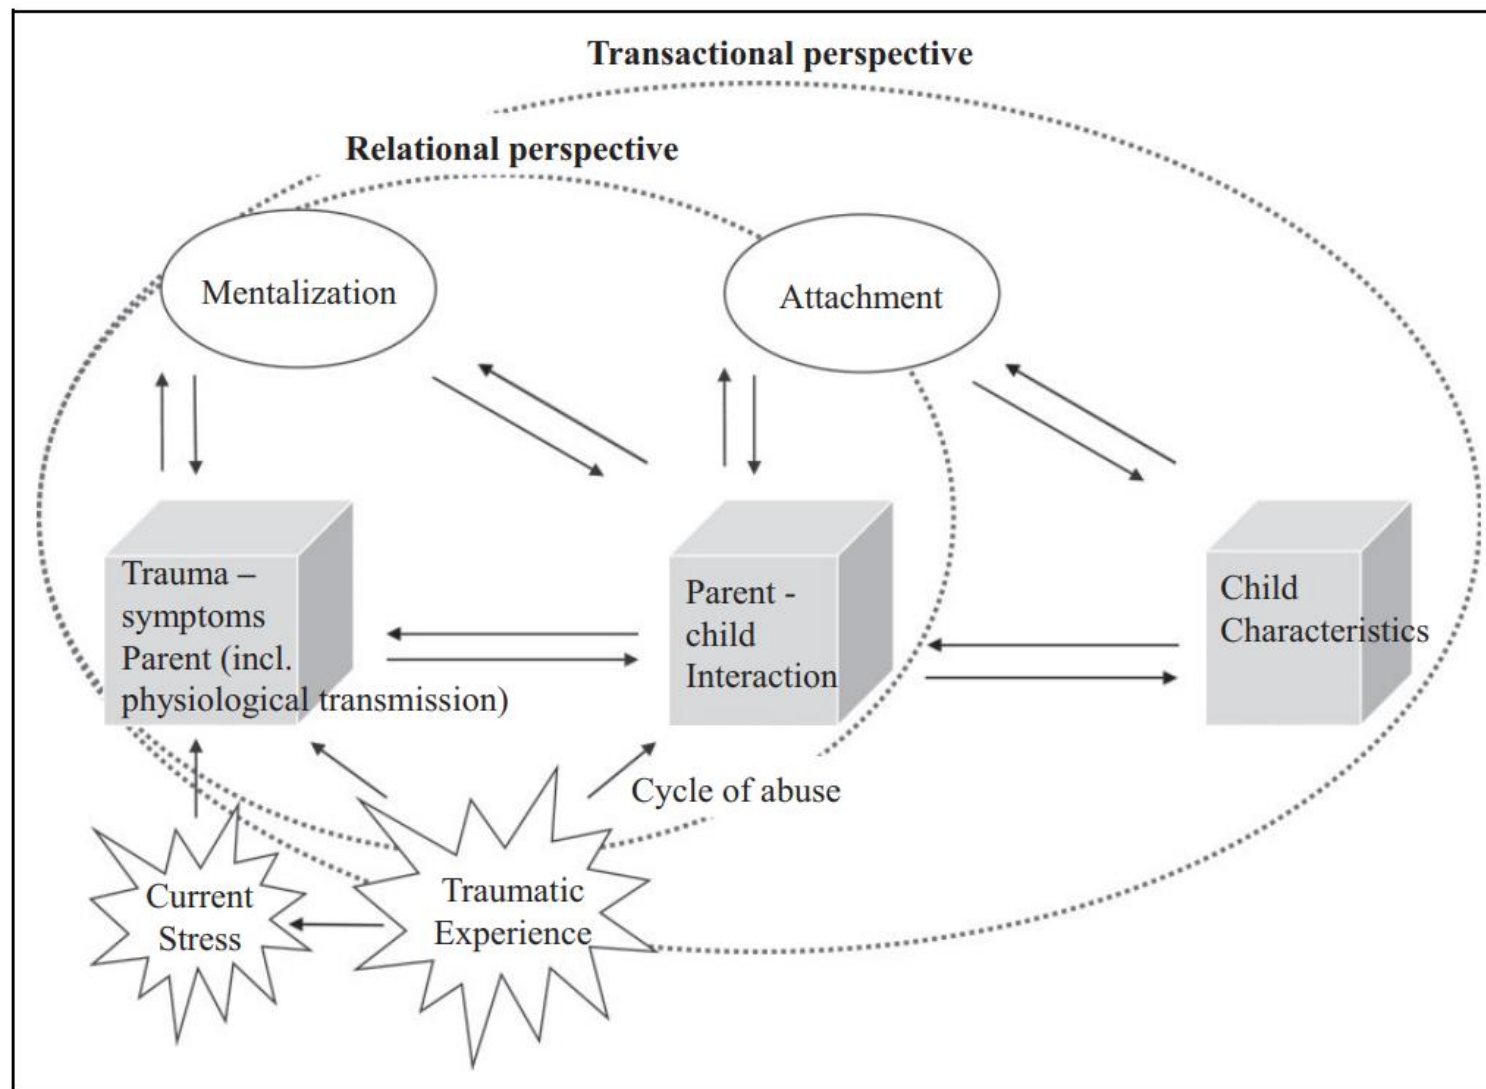 Transactional perspective
Relational perspective
Mentalization
Attachment
Trauma –
symptoms
Parent (incl.
physiological transmission)
Parent -
child
Interaction
Child
Characteristics
Cycle of abuse
Current
Stress
Traumatic
Experience